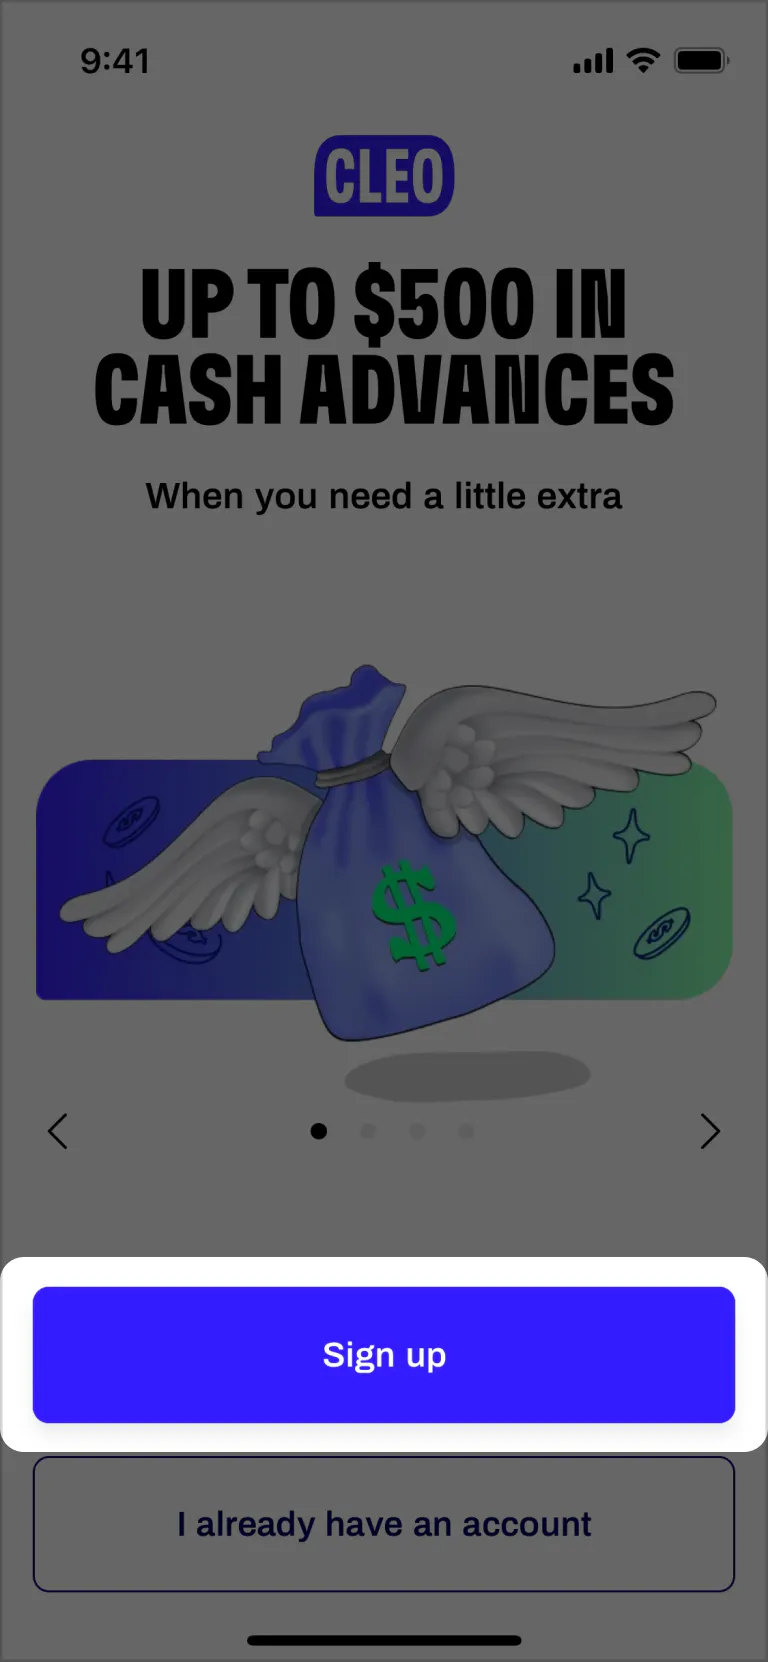 9:41
CLEO
UP TO $500 IN
CASH ADVANCES
When you need a little extra
$
Sign up
I already have an account